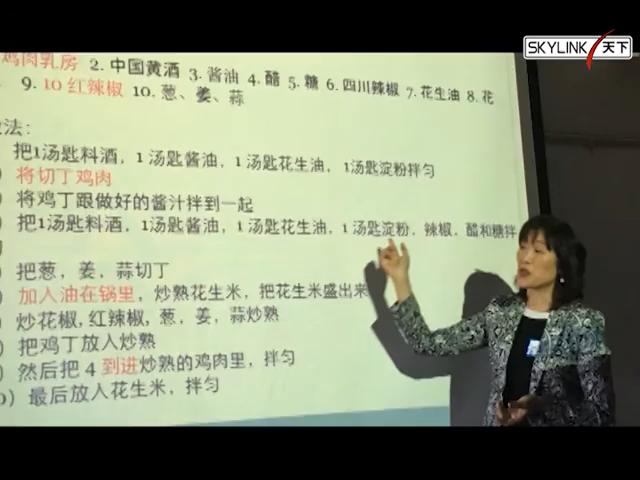 SKYLINK 天下
鸡肉乳房 2. 中国黄酒 3. 酱油 4. 醋 5. 糖 6. 四川辣椒 7. 花生油 8. 花
9. 10 红辣椒 10. 葱、姜、蒜
法:
把1汤匙料酒，1 汤匙酱油，1 汤匙花生油，1汤匙淀粉拌匀
) 将切丁鸡肉
) 将鸡丁跟做好的酱汁拌到一起
) 把1汤匙料酒，1汤匙酱油，1 汤匙花生油，1 汤匙淀粉，辣椒，醋和糖拌
) 把葱，姜，蒜切丁
) 加入油在锅里，炒熟花生米，把花生米盛出来
) 炒花椒, 红辣椒, 葱，姜，蒜炒熟
) 把鸡丁放入炒熟
) 然后把 4 到进炒熟的鸡肉里，拌匀
0) 最后放入花生米，拌匀